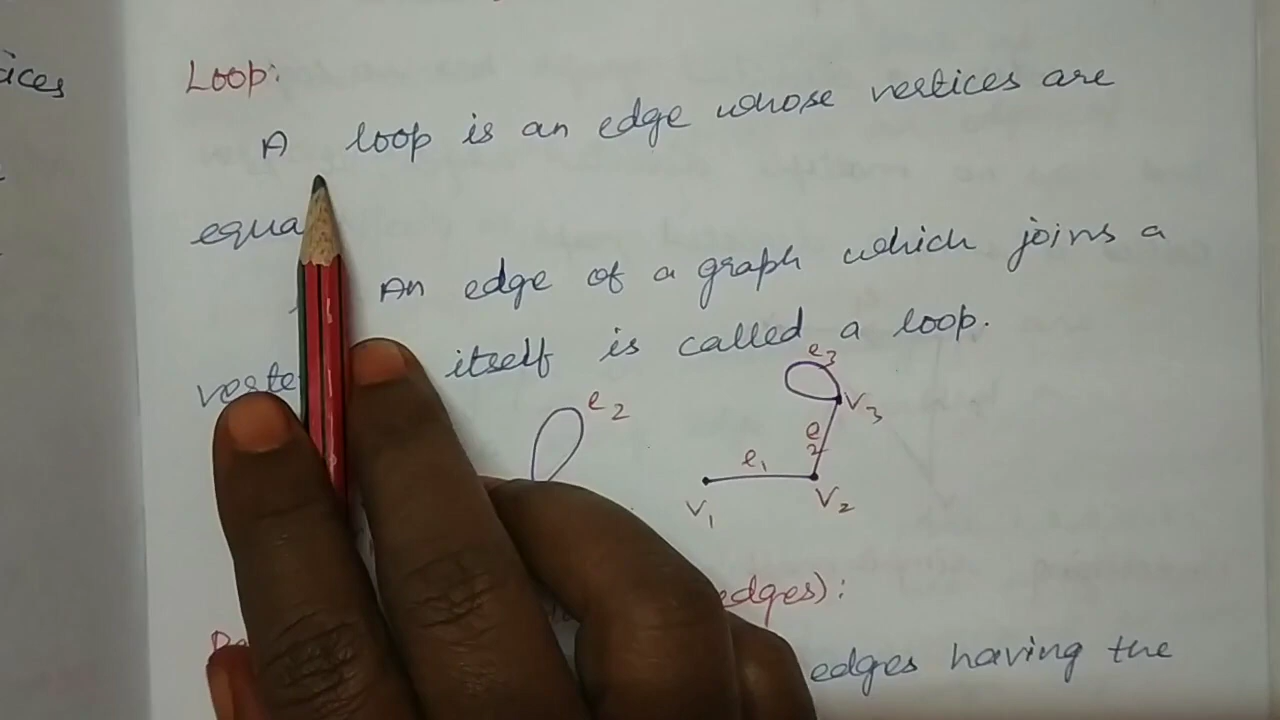 ices
Loop:
A loop is an edge whose vertices are
equa
An edge of a graph which joins a
verte itself is called a loop.
e2
e3
V3
e2
e1
V1
V2
edges):
edges having the